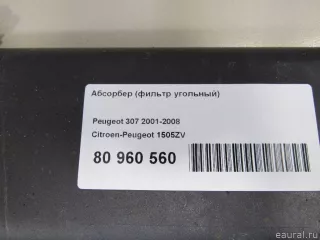 Абсорбер (фильтр угольный)
Peugeot 307 2001-2008
Citroen-Peugeot 1505ZV
80 960 560
eaural.ru